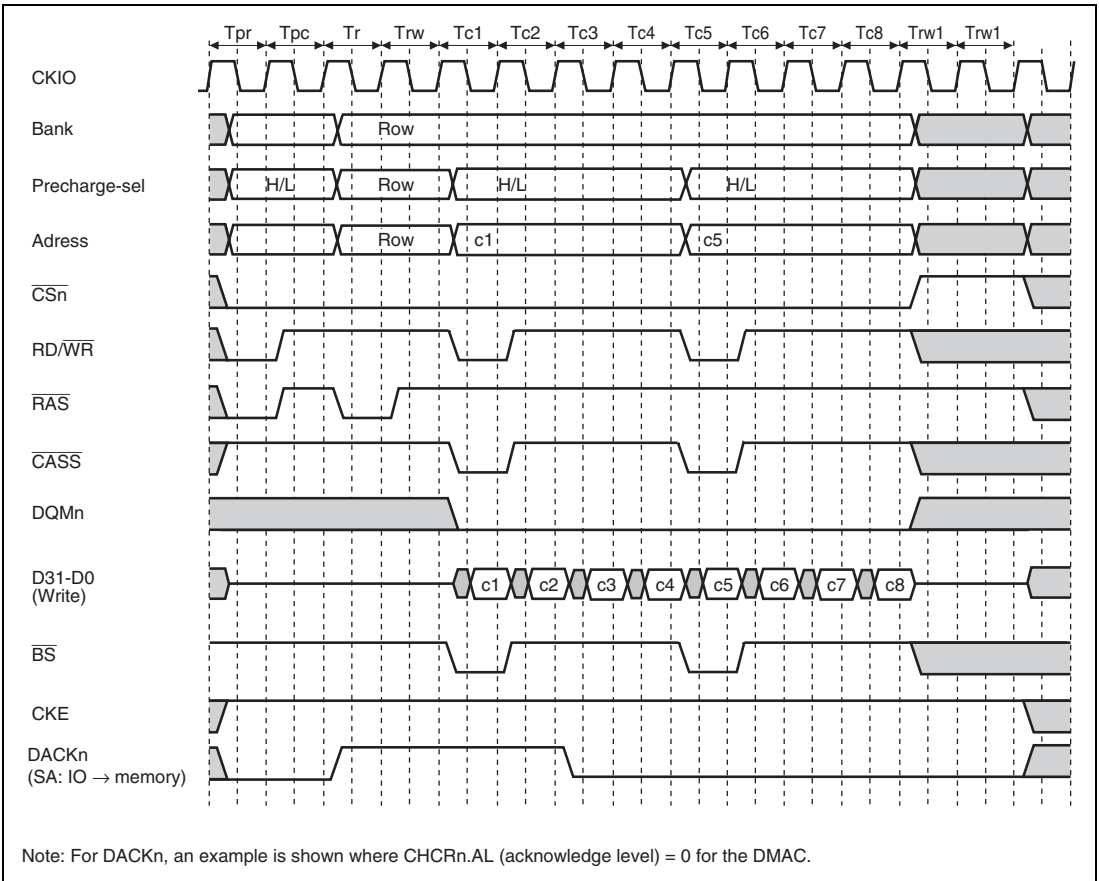 Tpr Tpc Tr Trw Tc1 Tc2 Tc3 Tc4 Tc5 Tc6 Tc7 Tc8 Trw1 Trw1
CKIO
Bank Row
Precharge-sel H/L Row H/L H/L
Adress Row c1 c5
CSn
RD/WR
RAS
CASS
DQMn
D31-D0 c1 c2 c3 c4 c5 c6 c7 c8
(Write)
BS
CKE
DACKn
(SA: IO → memory)
Note: For DACKn, an example is shown where CHCRn.AL (acknowledge level) = 0 for the DMAC.